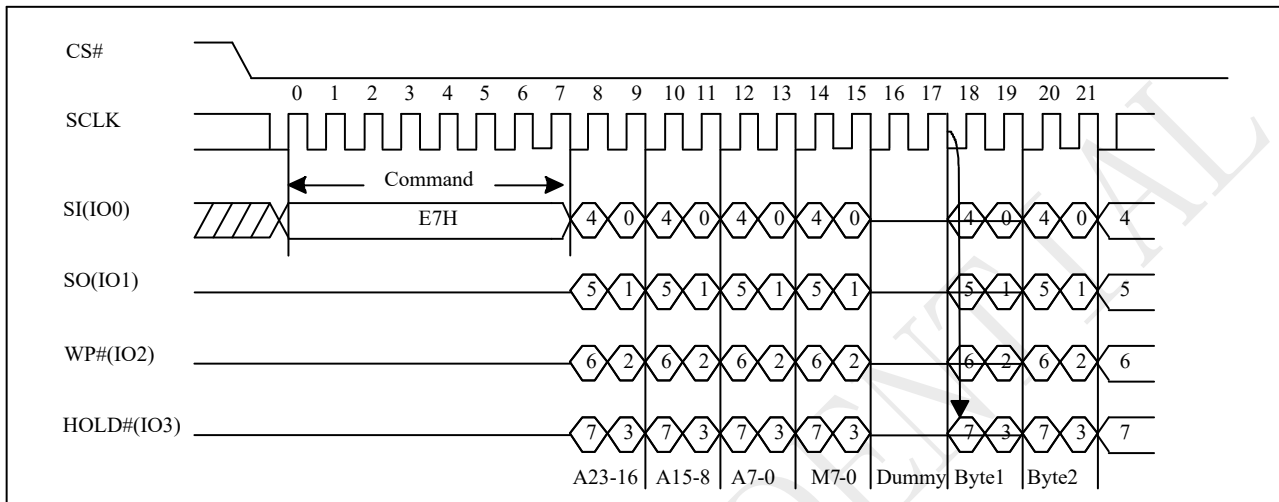 CS#
0 1 2 3 4 5 6 7 8 9 10 11 12 13 14 15 16 17 18 19 20 21
SCLK
Command
SI(IO0) E7H 4 0 4 0 4 0 4 0 4 0 4 0 4
SO(IO1) 5 1 5 1 5 1 5 1 5 1 5 1 5
WP#(IO2) 6 2 6 2 6 2 6 2 6 2 6 2 6
HOLD#(IO3) 7 3 7 3 7 3 7 3 7 3 7 3 7
A23-16 A15-8 A7-0 M7-0 Dummy Byte1 Byte2